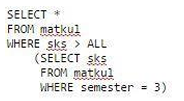 SELECT *
FROM matkul
WHERE sks > ALL
(SELECT sks
FROM matkul
WHERE semester = 3)